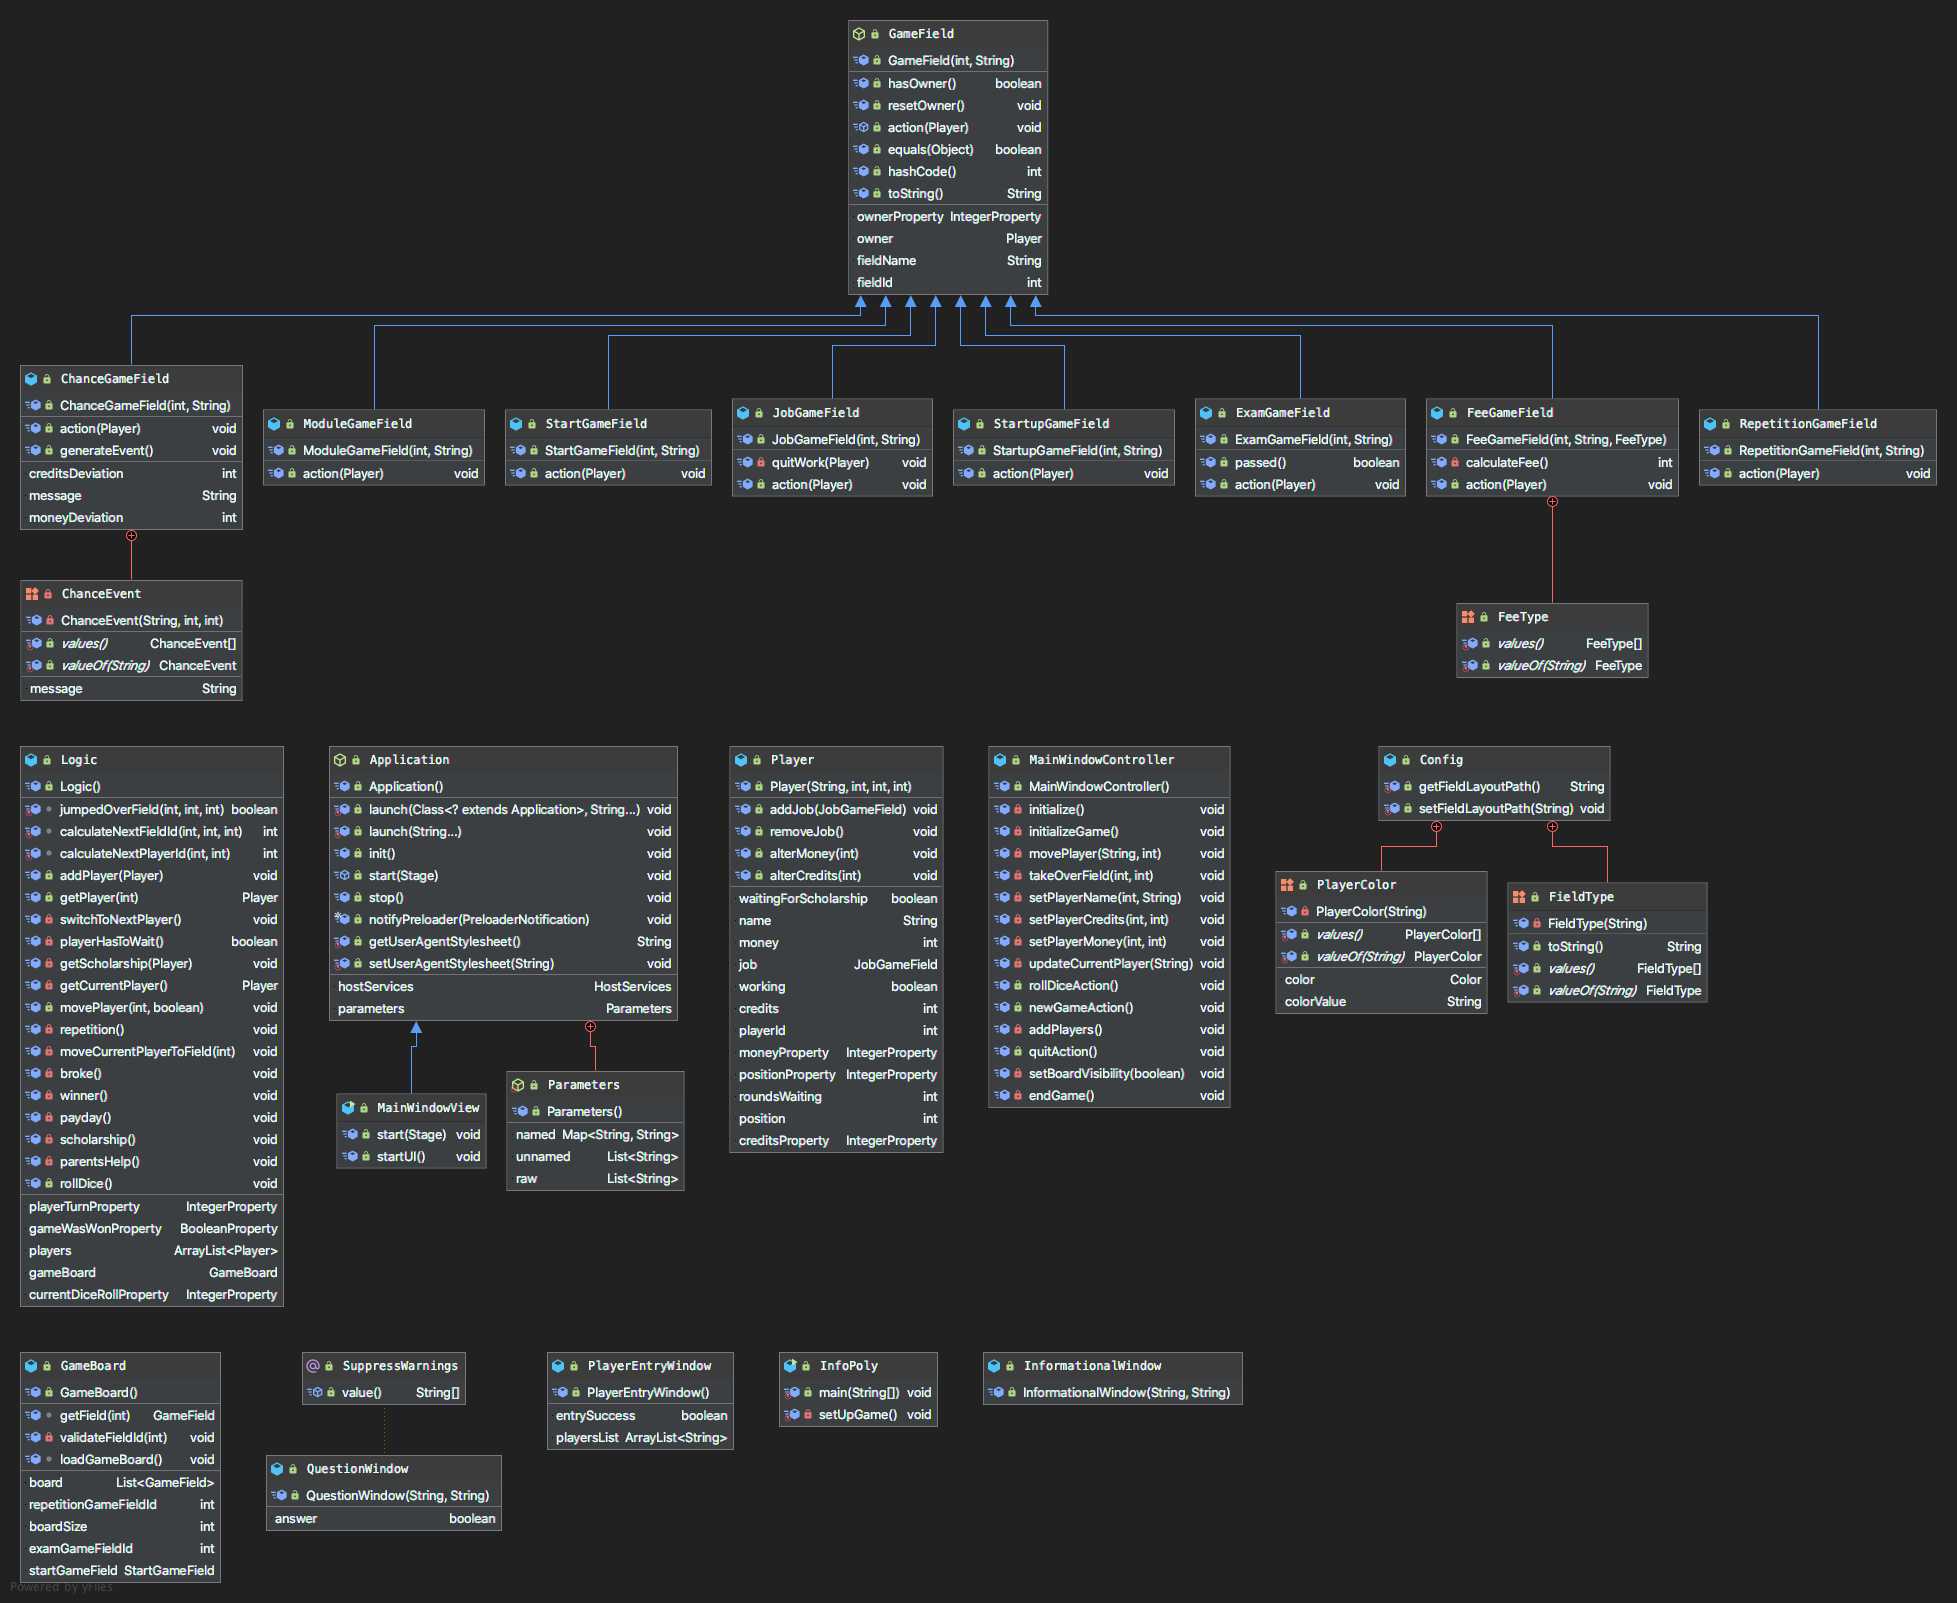 GameField
GameField(int, String)
hasOwner() boolean
resetOwner() void
action(Player) void
equals(Object) boolean
hashCode() int
toString() String
ownerProperty IntegerProperty
owner Player
fieldName String
fieldId int
ChanceGameField
ChanceGameField(int, String)
action(Player) void
generateEvent() void
creditsDeviation int
message String
moneyDeviation int
ModuleGameField
ModuleGameField(int, String)
action(Player) void
StartGameField
StartGameField(int, String)
action(Player) void
JobGameField
JobGameField(int, String)
quitWork(Player) void
action(Player) void
StartupGameField
StartupGameField(int, String)
action(Player) void
ExamGameField
ExamGameField(int, String)
passed() boolean
action(Player) void
FeeGameField
FeeGameField(int, String, FeeType)
calculateFee() int
action(Player) void
RepetitionGameField
RepetitionGameField(int, String)
action(Player) void
ChanceEvent
ChanceEvent(String, int, int)
values() ChanceEvent[]
valueOf(String) ChanceEvent
message String
FeeType
values() FeeType[]
valueOf(String) FeeType
Logic
Logic()
jumpedOverField(int, int, int) boolean
calculateNextFieldId(int, int, int) int
calculateNextPlayerId(int, int) int
addPlayer(Player) void
getPlayer(int) Player
switchToNextPlayer() void
playerHasToWait() boolean
getScholarship(Player) void
getCurrentPlayer() Player
movePlayer(int, boolean) void
repetition() void
moveCurrentPlayerToField(int) void
broke() void
winner() void
payday() void
scholarship() void
parentsHelp() void
rollDice() void
playerTurnProperty IntegerProperty
gameWasWonProperty BooleanProperty
players ArrayList<Player>
gameBoard GameBoard
currentDiceRollProperty IntegerProperty
Application
Application()
launch(Class<? extends Application>, String...) void
launch(String...) void
init() void
start(Stage) void
stop() void
notifyPreloader(PreloaderNotification) void
getUserAgentStylesheet() String
setUserAgentStylesheet(String) void
hostServices HostServices
parameters Parameters
MainWindowView
start(Stage) void
startUI() void
Parameters
Parameters()
named Map<String, String>
unnamed List<String>
raw List<String>
Player
Player(String, int, int, int)
addJob(JobGameField) void
removeJob() void
alterMoney(int) void
alterCredits(int) void
waitingForScholarship boolean
name String
money int
job JobGameField
working boolean
credits int
playerId int
moneyProperty IntegerProperty
positionProperty IntegerProperty
roundsWaiting int
position int
creditsProperty IntegerProperty
MainWindowController
MainWindowController()
initialize() void
initializeGame() void
movePlayer(String, int) void
takeOverField(int, int) void
setPlayerName(int, String) void
setPlayerCredits(int, int) void
setPlayerMoney(int, int) void
updateCurrentPlayer(String) void
rollDiceAction() void
newGameAction() void
addPlayers() void
quitAction() void
setBoardVisibility(boolean) void
endGame() void
Config
getFieldLayoutPath() String
setFieldLayoutPath(String) void
PlayerColor
PlayerColor(String)
values() PlayerColor[]
valueOf(String) PlayerColor
color Color
colorValue String
FieldType
FieldType(String)
toString() String
values() FieldType[]
valueOf(String) FieldType
GameBoard
GameBoard()
getField(int) GameField
validateFieldId(int) void
loadGameBoard() void
board List<GameField>
repetitionGameFieldId int
boardSize int
examGameFieldId int
startGameField StartGameField
SuppressWarnings
value() String[]
QuestionWindow
QuestionWindow(String, String)
answer boolean
PlayerEntryWindow
PlayerEntryWindow()
entrySuccess boolean
playersList ArrayList<String>
InfoPoly
main(String[]) void
setUpGame() void
InformationalWindow
InformationalWindow(String, String)
Powered by yFiles